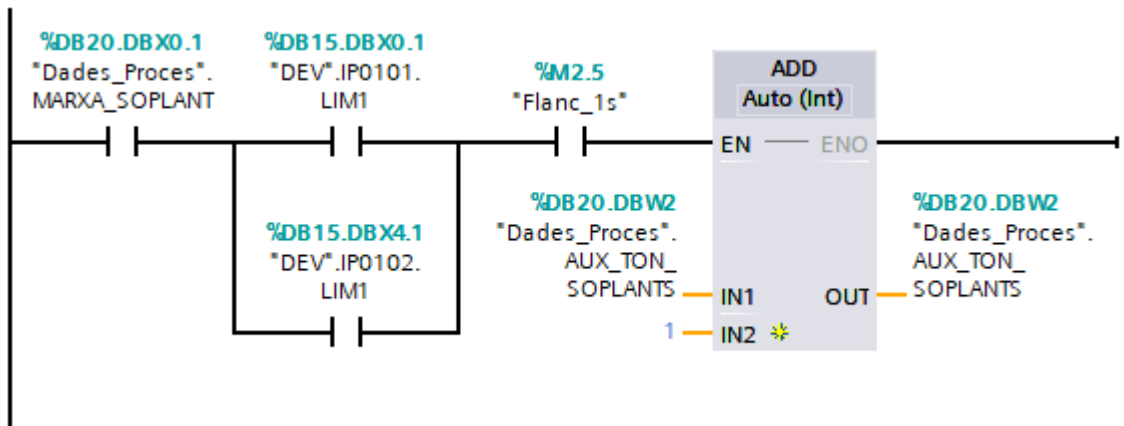 %DB20.DBX0.1
"Dades_Proces".
MARXA_SOPLANT
%DB15.DBX0.1
"DEV".IP0101.
LIM1
%M2.5
"Flanc_1s"
ADD
Auto (Int)
EN
ENO
%DB15.DBX4.1
"DEV".IP0102.
LIM1
%DB20.DBW2
"Dades_Proces".
AUX_TON_
SOPLANTS
IN1
1
IN2
OUT
%DB20.DBW2
"Dades_Proces".
AUX_TON_
SOPLANTS